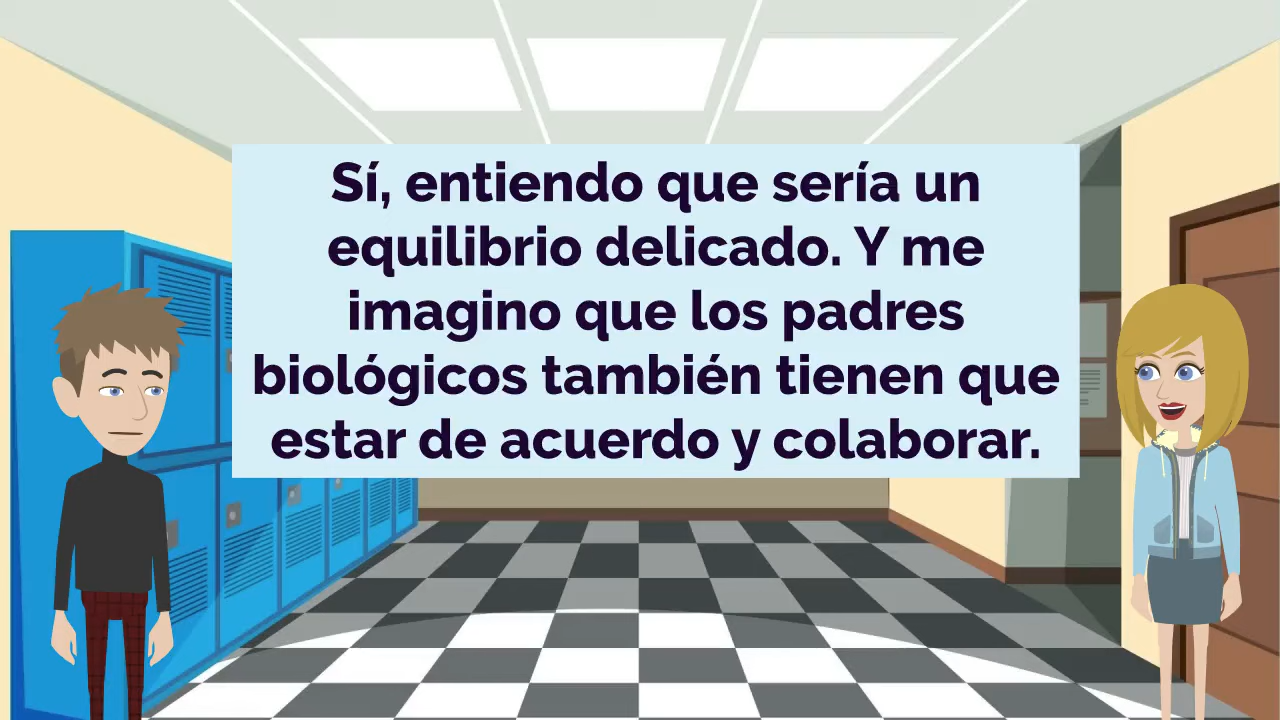 Sí, entiendo que sería un
equilibrio delicado. Y me
imagino que los padres
biológicos también tienen que
estar de acuerdo y colaborar.